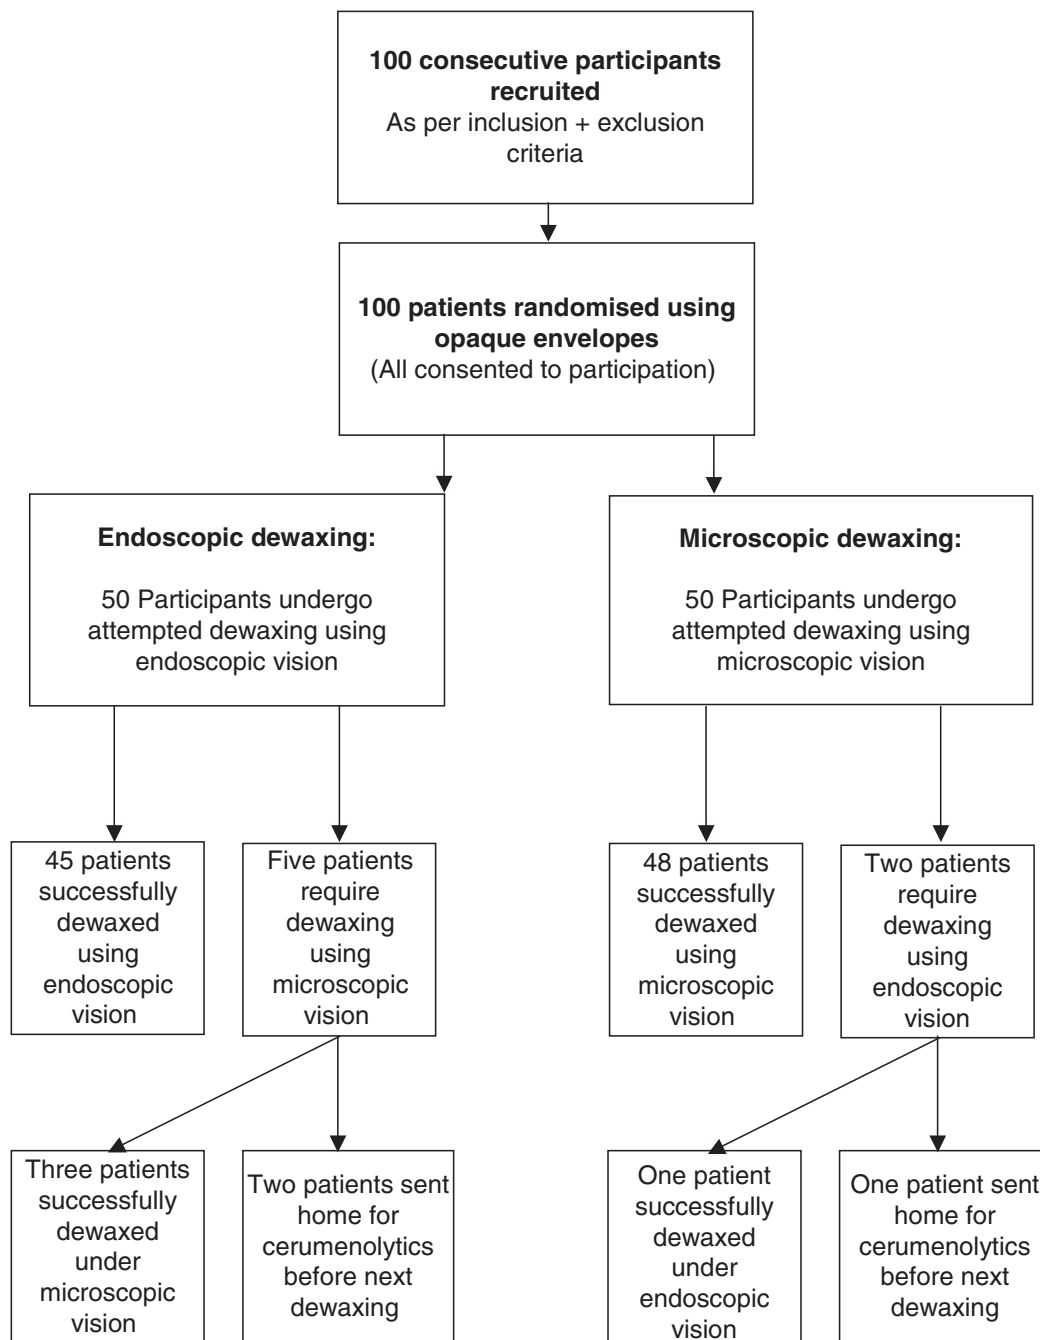 100 consecutive participants
recruited
As per inclusion + exclusion
criteria
100 patients randomised using
opaque envelopes
(All consented to participation)
Endoscopic dewaxing:
50 Participants undergo
attempted dewaxing using
endoscopic vision
Microscopic dewaxing:
50 Participants undergo
attempted dewaxing using
microscopic vision
45 patients
successfully
dewaxed
using
endoscopic
vision
Five patients
require
dewaxing
using
microscopic
vision
48 patients
successfully
dewaxed
using
microscopic
vision
Two patients
require
dewaxing
using
endoscopic
vision
Three patients
successfully
dewaxed
under
microscopic
vision
Two patients sent
home for
cerumenolytics
before next
dewaxing
One patient
successfully
dewaxed
under
endoscopic
vision
One patient sent
home for
cerumenolytics
before next
dewaxing